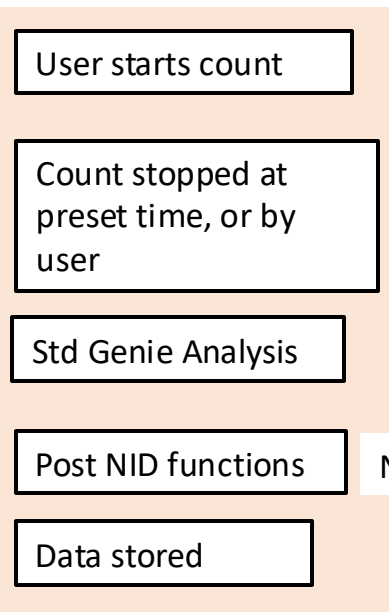 User starts count
Count stopped at
preset time, or by
user
Std Genie Analysis
Post NID functions
Data stored